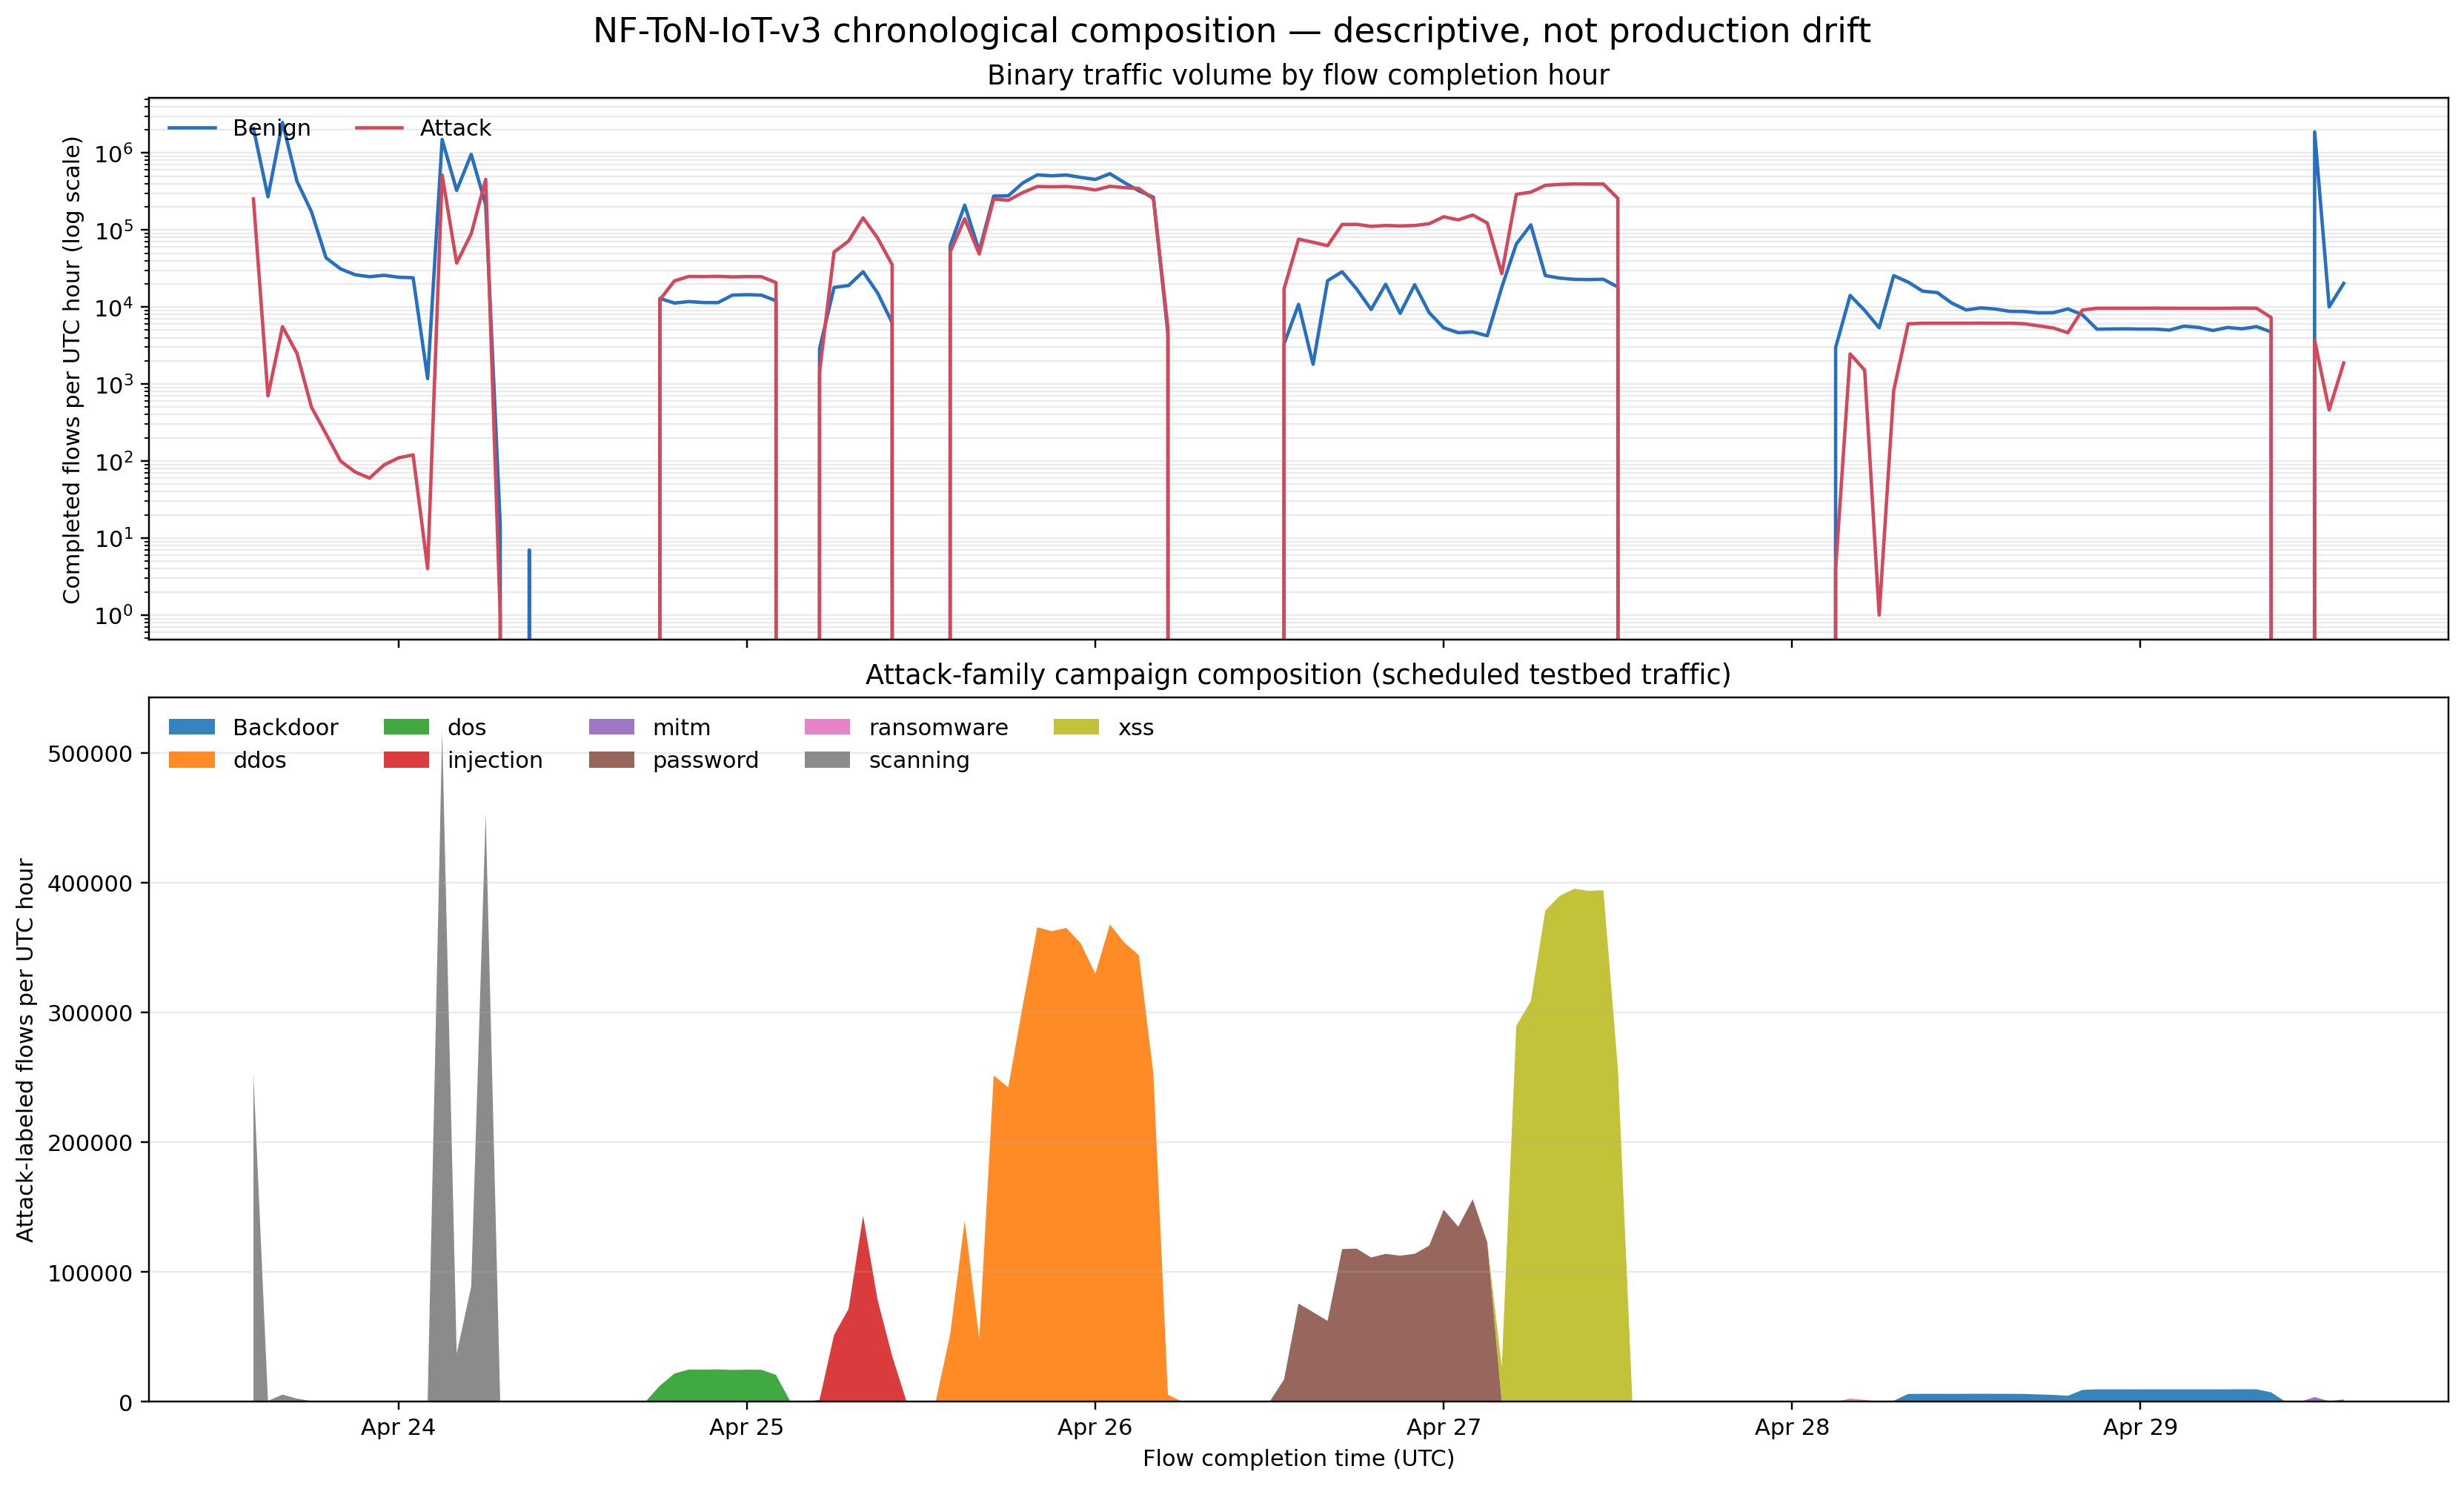 NF-ToN-IoT-v3 chronological composition — descriptive, not production drift
Binary traffic volume by flow completion hour
Completed flows per UTC hour (log scale)
Benign Attack
10^6
10^5
10^4
10^3
10^2
10^1
10^0
Attack-family campaign composition (scheduled testbed traffic)
Attack-labeled flows per UTC hour
Backdoor dos mitm ransomware xss
ddos injection password scanning
500000
400000
300000
200000
100000
0
Apr 24 Apr 25 Apr 26 Apr 27 Apr 28 Apr 29
Flow completion time (UTC)